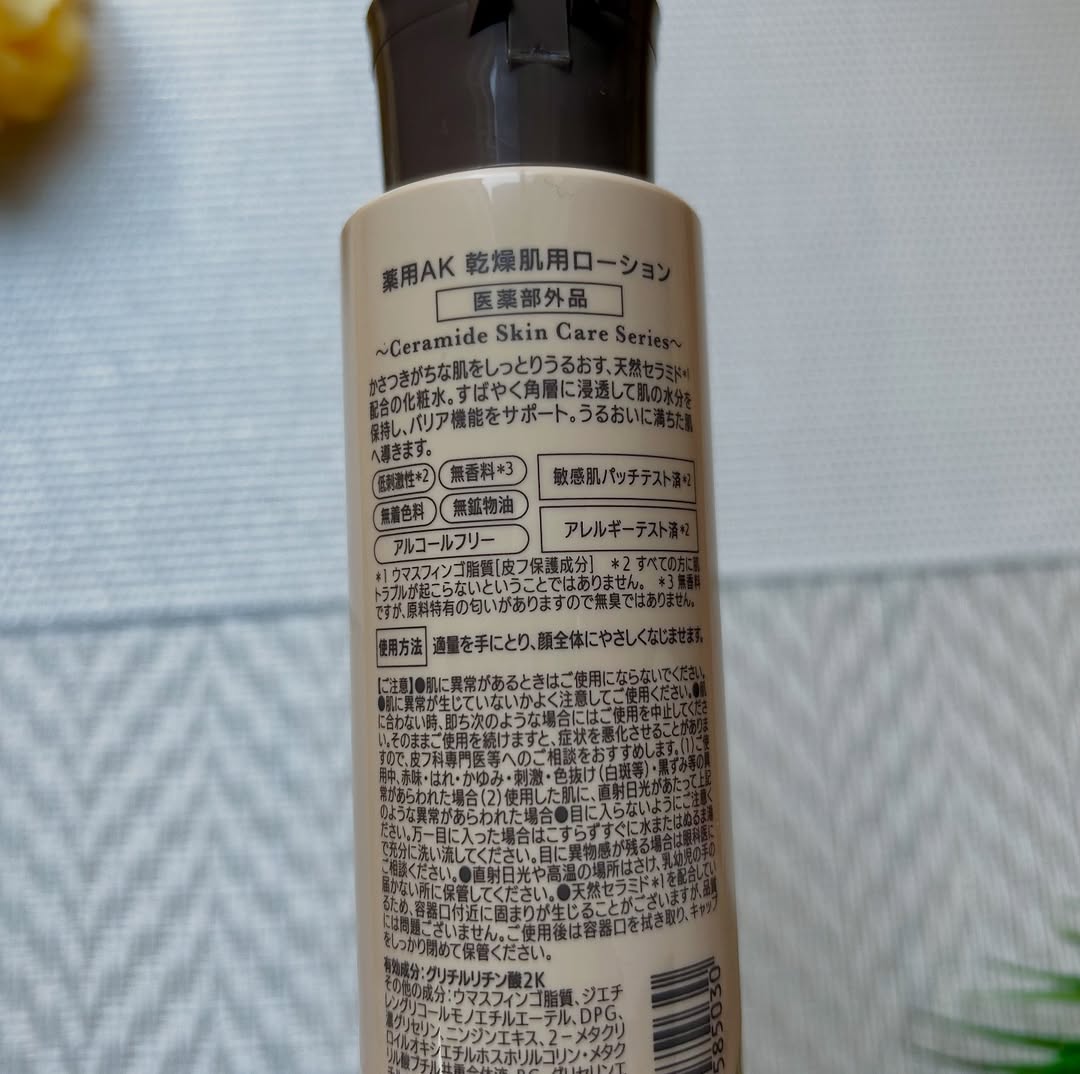 薬用AK 乾燥肌用ローション
医薬部外品
~Ceramide Skin Care Series~
かさつきがちな肌をしっとりうるおす、天然セラミド*1
配合の化粧水。すばやく角層に浸透して肌の水分を
保持し、バリア機能をサポート。うるおいに満ちた肌
へ導きます。
低刺激性*2 無香料*3
無着色料 無鉱物油
アルコールフリー
敏感肌パッチテスト済*2
アレルギーテスト済*2
*1 ウマスフィンゴ脂質[皮フ保護成分] *2 すべての方に肌
トラブルが起こらないということではありません。 *3 無香料
ですが、原料特有の匂いがありますので無臭ではありません。
使用方法 適量を手にとり、顔全体にやさしくなじませます。
【ご注意】●肌に異常があるときはご使用にならないでください。
●肌に異常が生じていないかよく注意してご使用ください。●肌
に合わない時、即ち次のような場合にはご使用を中止してくださ
い。そのままご使用を続けますと、症状を悪化させることがありま
すので、皮フ科専門医等へのご相談をおすすめします。(1)ご使
用中、赤味・はれ・かゆみ・刺激・色抜け(白斑等)・黒ずみ等の異
常があらわれた場合(2)使用した肌に、直射日光があたって上記
のような異常があらわれた場合●目に入らないようにご注意く
ださい。万一目に入った場合はこすらずすぐに水またはぬるま湯
で充分に洗い流してください。目に異物感が残る場合は眼科医に
ご相談ください。●直射日光や高温の場所はさけ、乳幼児の手の
届かない所に保管してください。●天然セラミド*1を配合してい
るため、容器口付近に固まりが生じることがございますが、品質
には問題ございません。ご使用後は容器口を拭き取り、キャップ
をしっかり閉めて保管ください。
有効成分:グリチルリチン酸2K
その他の成分:ウマスフィンゴ脂質、ジエチ
レングリコールモノエチルエーテル、DPG、
濃グリセリン、ニンジンエキス、2-メタクリ
ロイルオキシエチルホスホリルコリン・メタク
リル酸ブチル共重合体液、BG、グリセリンエ
585030